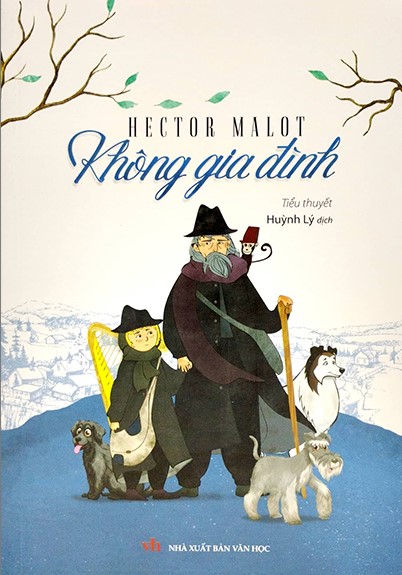 HECTOR MALOT
Không gia đình
Tiểu thuyết
Huỳnh Lý dịch
NHÀ XUẤT BẢN VĂN HỌC